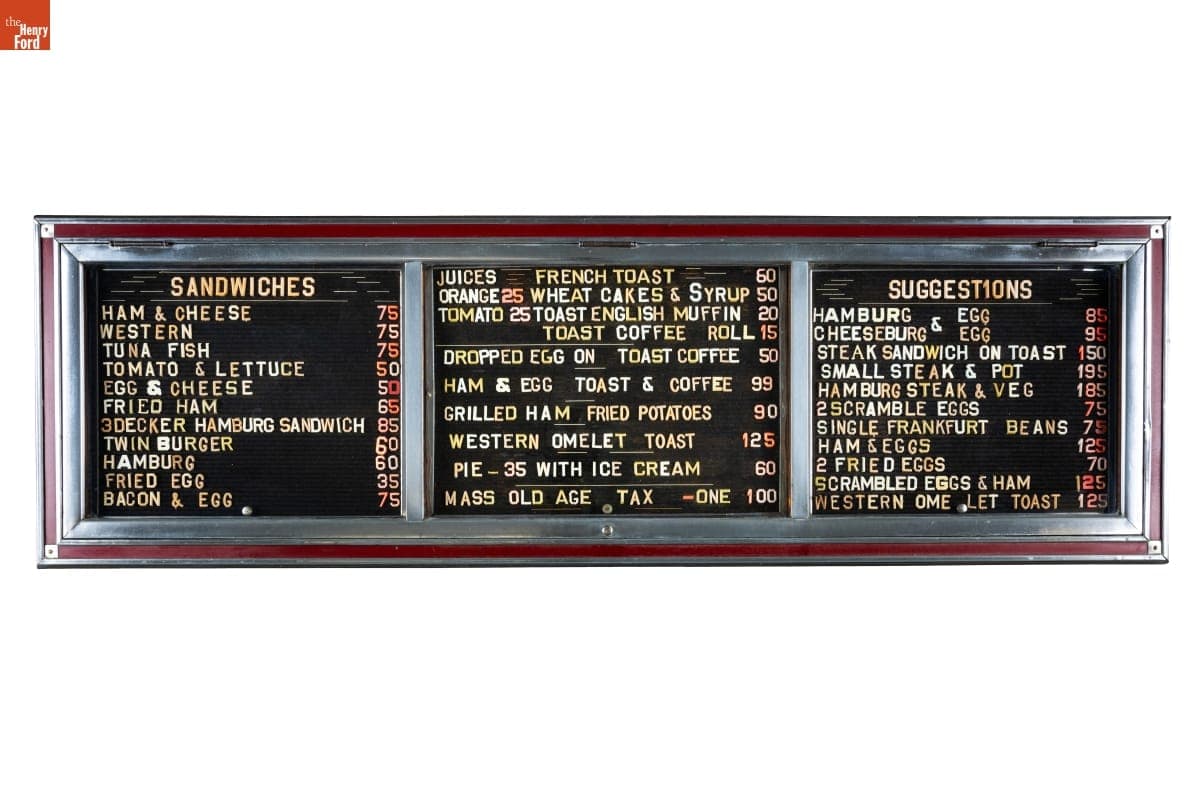 the
Henry
Ford
SANDWICHES
HAM & CHEESE 75
WESTERN 75
TUNA FISH 75
TOMATO & LETTUCE 50
EGG & CHEESE 50
FRIED HAM 65
3DECKER HAMBURG SANDWICH 85
TWIN BURGER 60
HAMBURG 60
FRIED EGG 35
BACON & EGG 75
JUICES FRENCH TOAST 60
ORANGE 25 WHEAT CAKES & SYRUP 50
TOMATO 25 TOAST ENGLISH MUFFIN 20
TOAST COFFEE ROLL 15
DROPPED EGG ON TOAST COFFEE 50
HAM & EGG TOAST & COFFEE 99
GRILLED HAM FRIED POTATOES 90
WESTERN OMELET TOAST 125
PIE - 35 WITH ICE CREAM 60
MASS OLD AGE TAX - ONE 100
SUGGEST1ONS
HAMBURG & EGG 85
CHEESEBURG EGG 95
STEAK SANDWICH ON TOAST 150
SMALL STEAK & POT 195
HAMBURG STEAK & VEG 185
2 SCRAMBLE EGGS 75
SINGLE FRANKFURT BEANS 75
HAM & EGGS 125
2 FRIED EGGS 70
SCRAMBLED EGGS & HAM 125
WESTERN OME LET TOAST 125